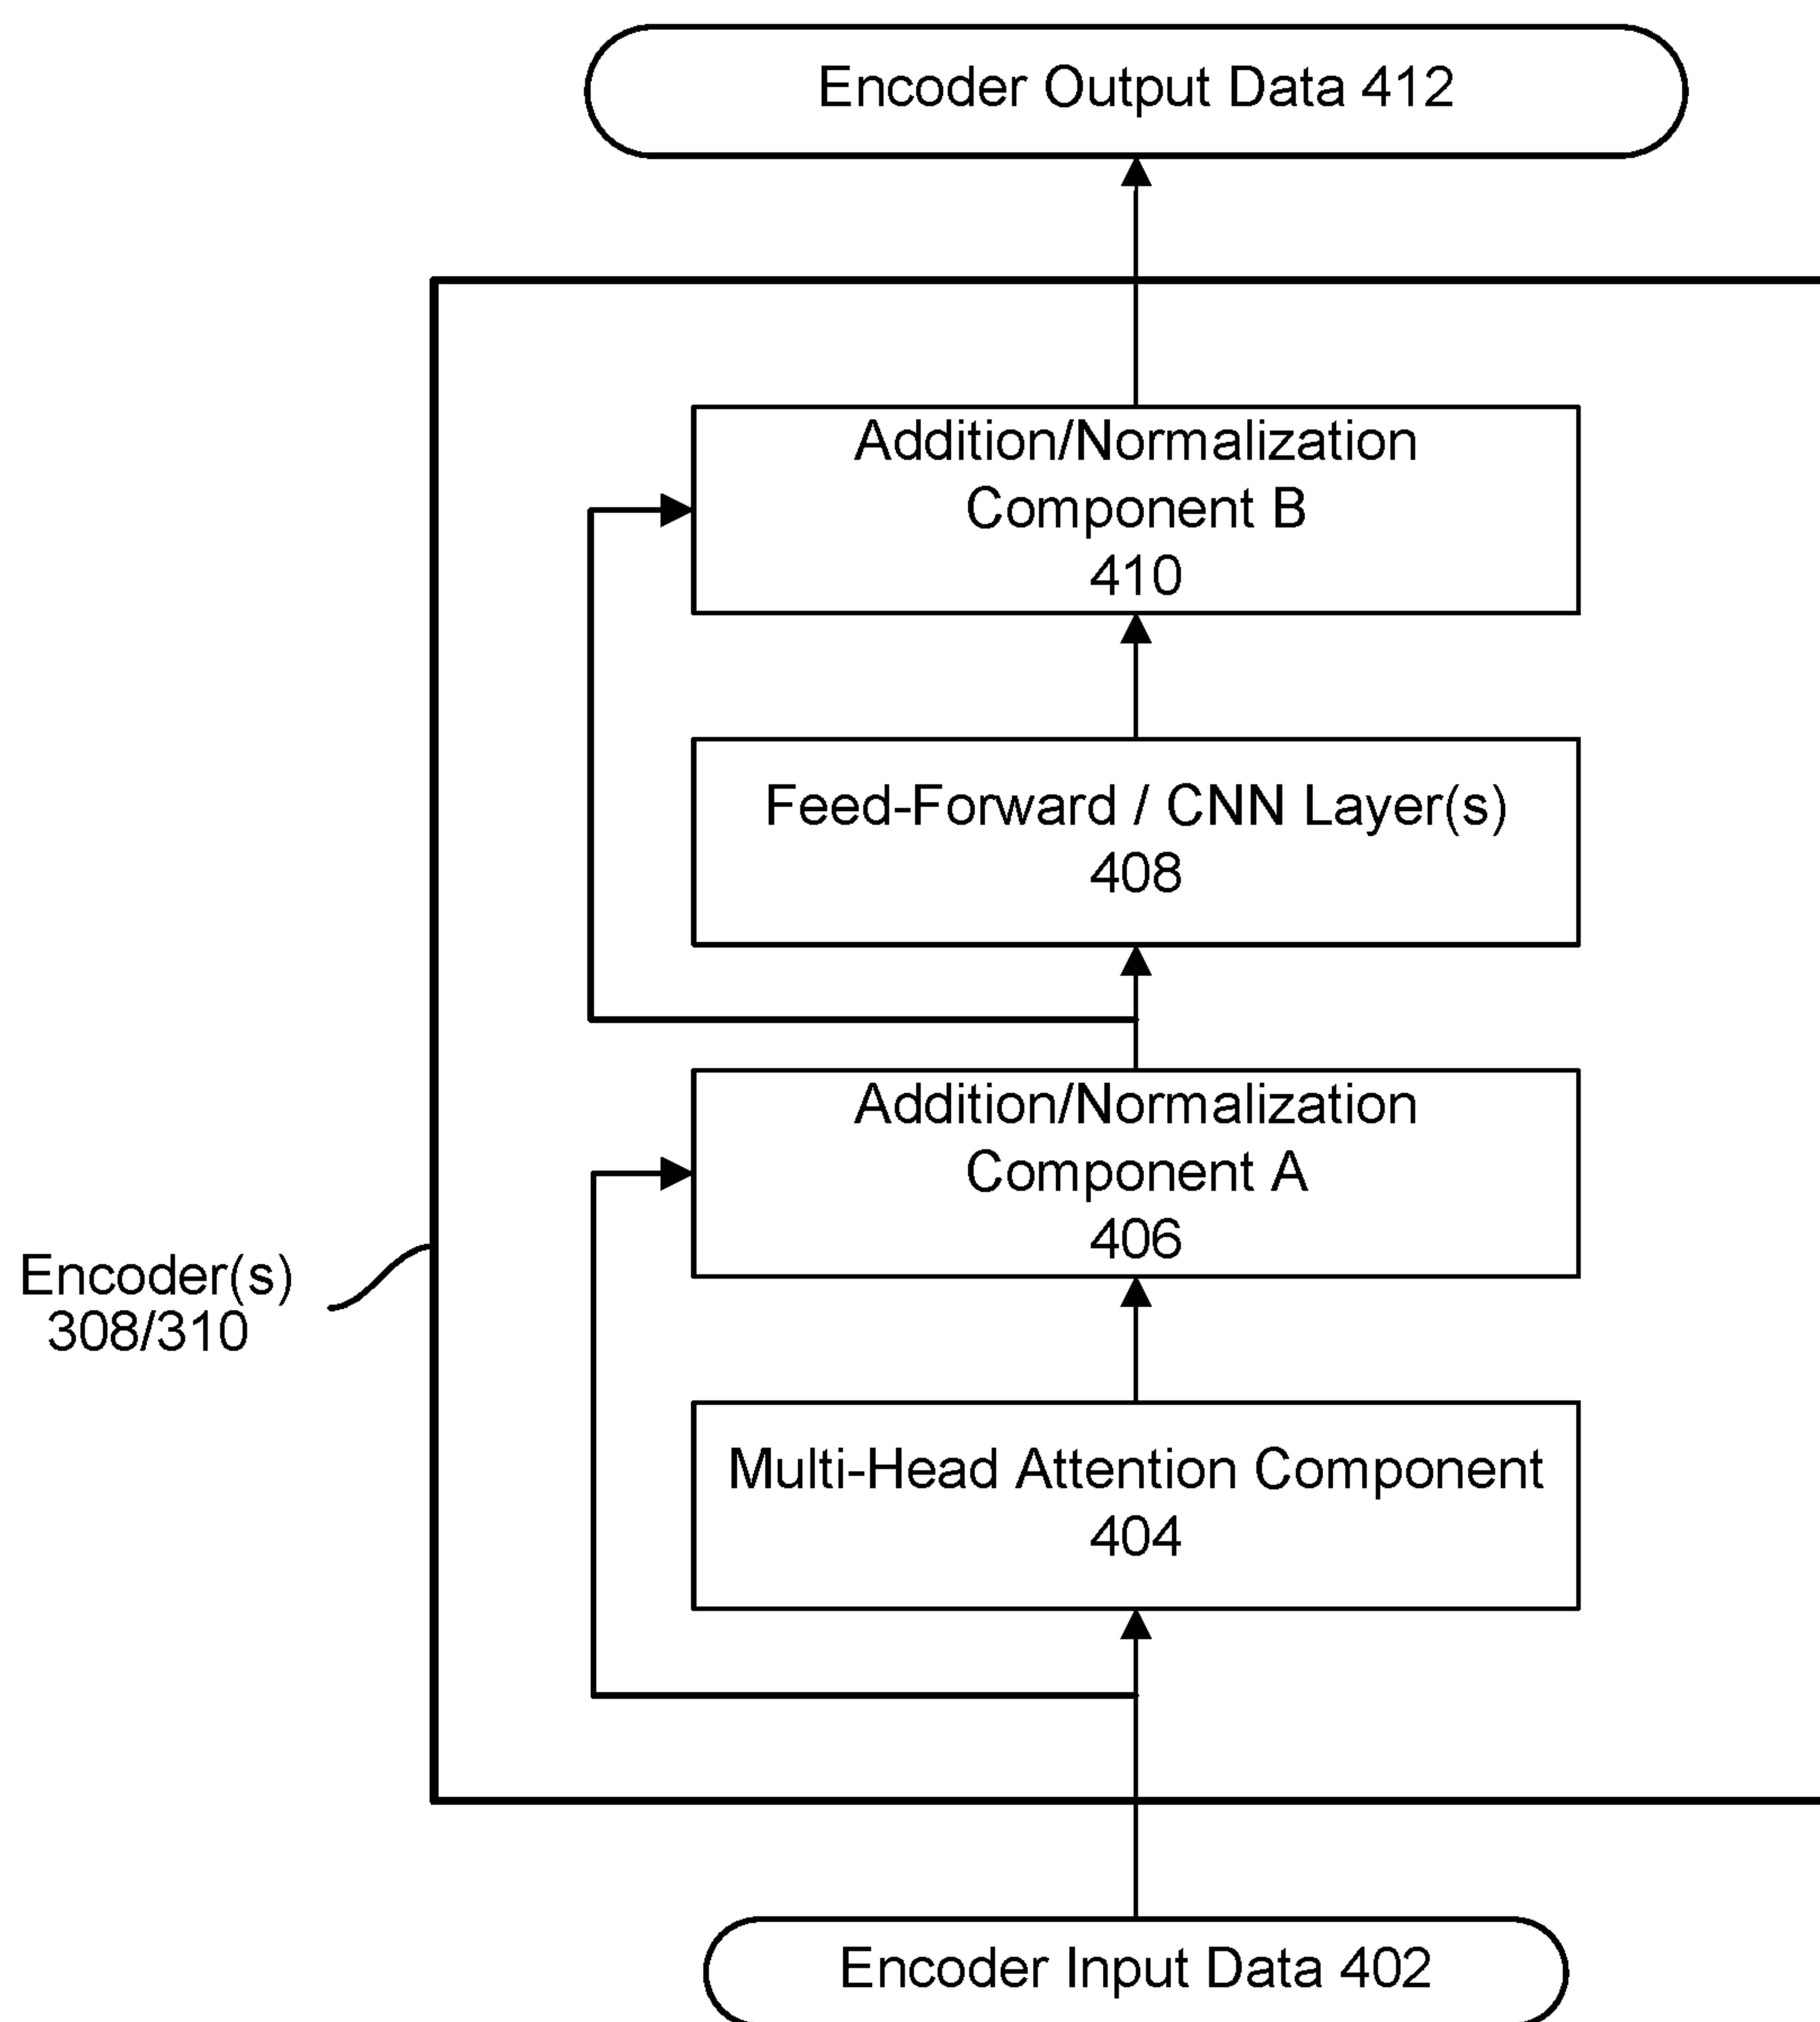 Encoder Output Data 412
Addition/Normalization
Component B
410
Feed-Forward / CNN Layer(s)
408
Addition/Normalization
Component A
406
Encoder(s)
308/310
Multi-Head Attention Component
404
Encoder Input Data 402